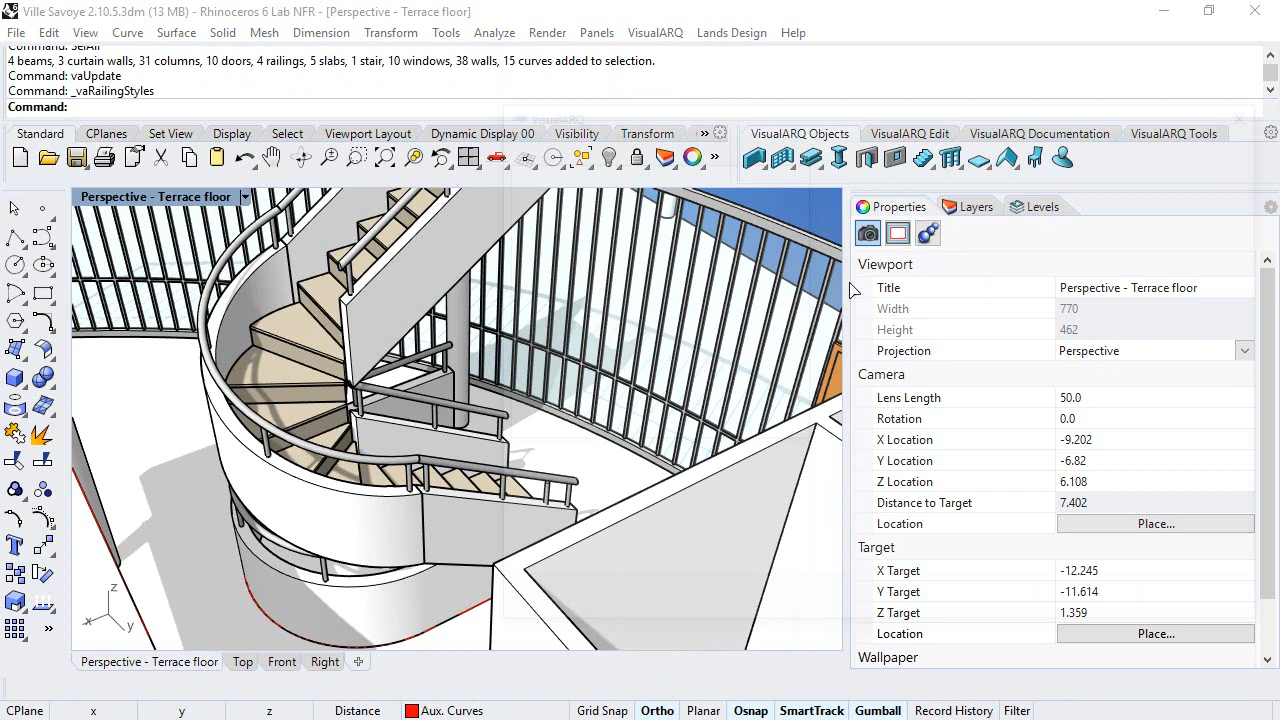 Ville Savoye 2.10.5.3dm (13 MB) - Rhinoceros 6 Lab NFR - [Perspective - Terrace floor]
File Edit View Curve Surface Solid Mesh Dimension Transform Tools Analyze Render Panels VisualARQ Lands Design Help
Command: SelAll
4 beams, 3 curtain walls, 31 columns, 10 doors, 4 railings, 5 slabs, 1 stair, 10 windows, 38 walls, 15 curves added to selection.
Command: vaUpdate
Command: _vaRailingStyles
Command:
VisualARQ
Standard CPlanes Set View Display Select Viewport Layout Dynamic Display 00 Visibility Transform »
VisualARQ Objects VisualARQ Edit VisualARQ Documentation VisualARQ Tools
Perspective - Terrace floor
Properties Layers Levels
Viewport
Title Perspective - Terrace floor
Width 770
Height 462
Projection Perspective
Camera
Lens Length 50.0
Rotation 0.0
X Location -9.202
Y Location -6.82
Z Location 6.108
Distance to Target 7.402
Location Place...
Target
X Target -12.245
Y Target -11.614
Z Target 1.359
Location Place...
Wallpaper
z
x
y
Perspective - Terrace floor Top Front Right
CPlane x y z Distance Aux. Curves Grid Snap Ortho Planar Osnap SmartTrack Gumball Record History Filter